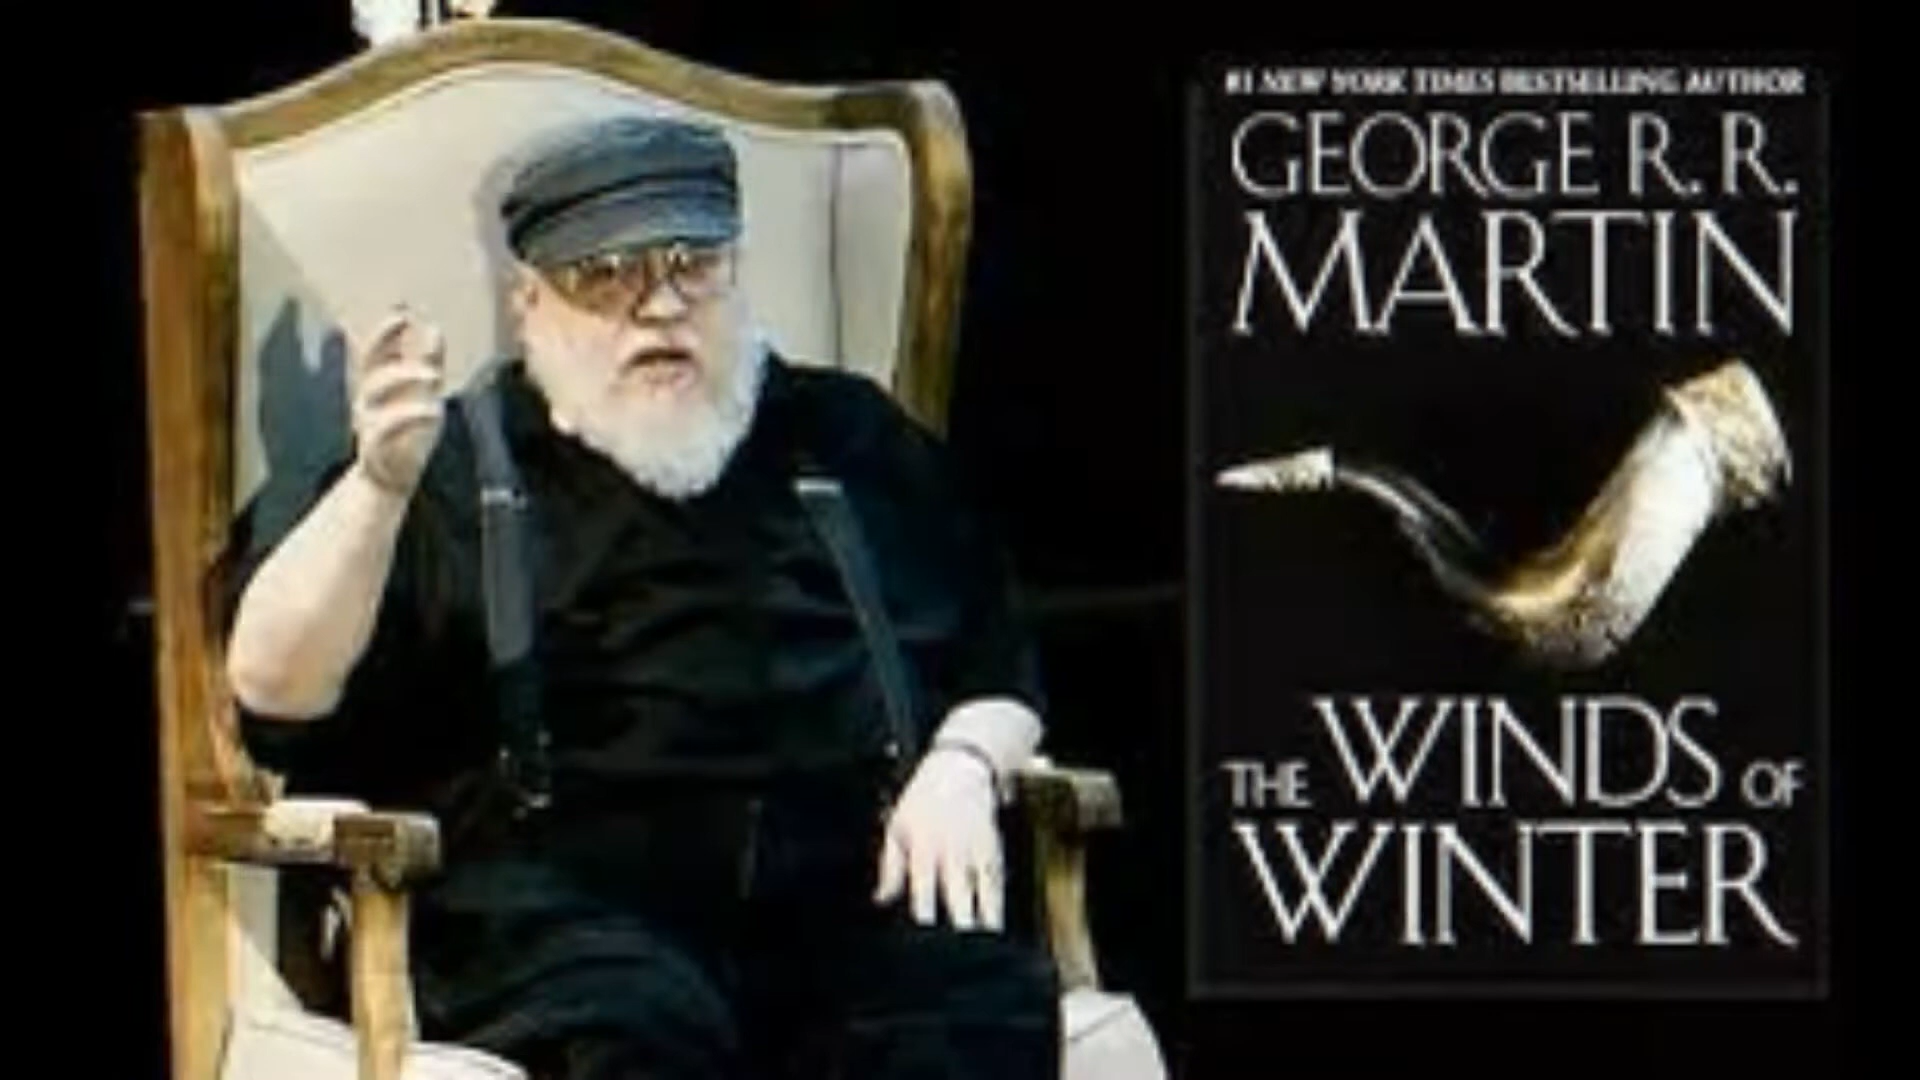 #1 NEW YORK TIMES BESTSELLING AUTHOR
GEORGE R. R.
MARTIN
THE WINDS OF
WINTER